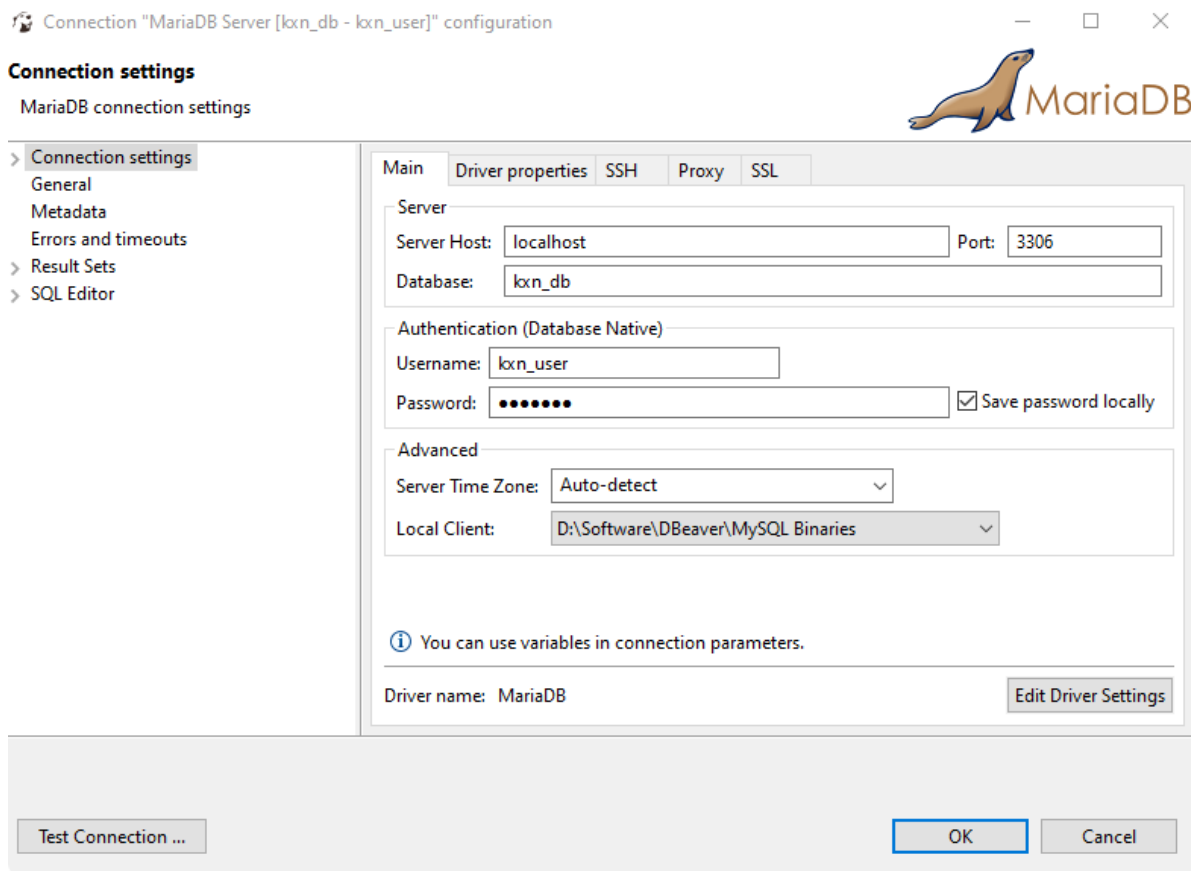 Connection "MariaDB Server [kxn_db - kxn_user]" configuration
Connection settings
MariaDB connection settings
MariaDB
Connection settings
General
Metadata
Errors and timeouts
Result Sets
SQL Editor
Main Driver properties SSH Proxy SSL
Server
Server Host: localhost Port: 3306
Database: kxn_db
Authentication (Database Native)
Username: kxn_user
Password: •••••••
Save password locally
Advanced
Server Time Zone: Auto-detect
Local Client: D:\Software\DBeaver\MySQL Binaries
You can use variables in connection parameters.
Driver name: MariaDB
Edit Driver Settings
Test Connection ...
OK
Cancel